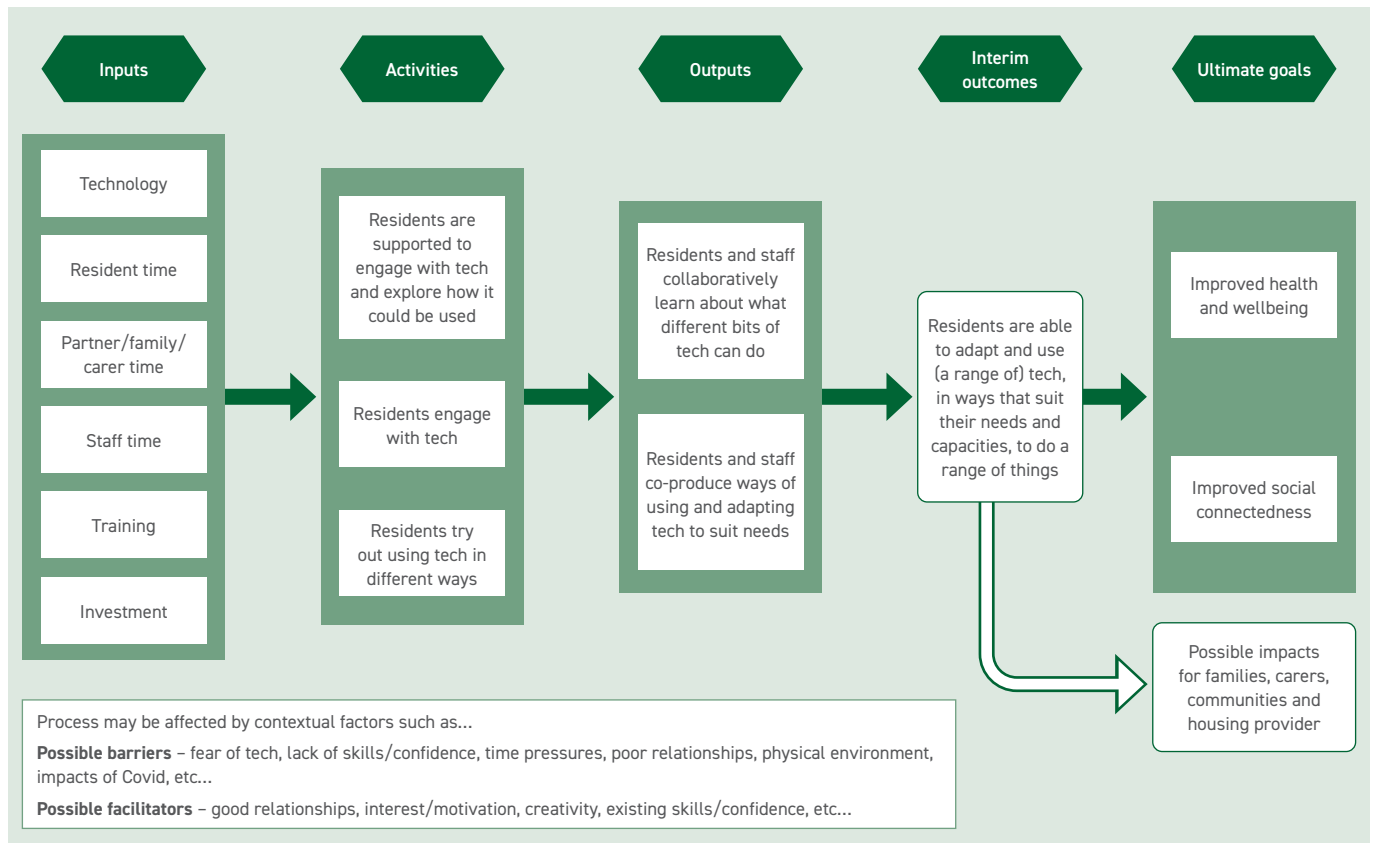 Inputs
Activities
Outputs
Interim
outcomes
Ultimate goals
Technology
Resident time
Partner/family/
carer time
Staff time
Training
Investment
Residents are
supported to
engage with tech
and explore how it
could be used
Residents engage
with tech
Residents try
out using tech in
different ways
Residents and staff
collaboratively
learn about what
different bits of
tech can do
Residents and staff
co-produce ways of
using and adapting
tech to suit needs
Residents are able
to adapt and use
(a range of) tech,
in ways that suit
their needs and
capacities, to do a
range of things
Improved health
and wellbeing
Improved social
connectedness
Possible impacts
for families, carers,
communities and
housing provider
Process may be affected by contextual factors such as...
Possible barriers – fear of tech, lack of skills/confidence, time pressures, poor relationships, physical environment,
impacts of Covid, etc...
Possible facilitators – good relationships, interest/motivation, creativity, existing skills/confidence, etc...